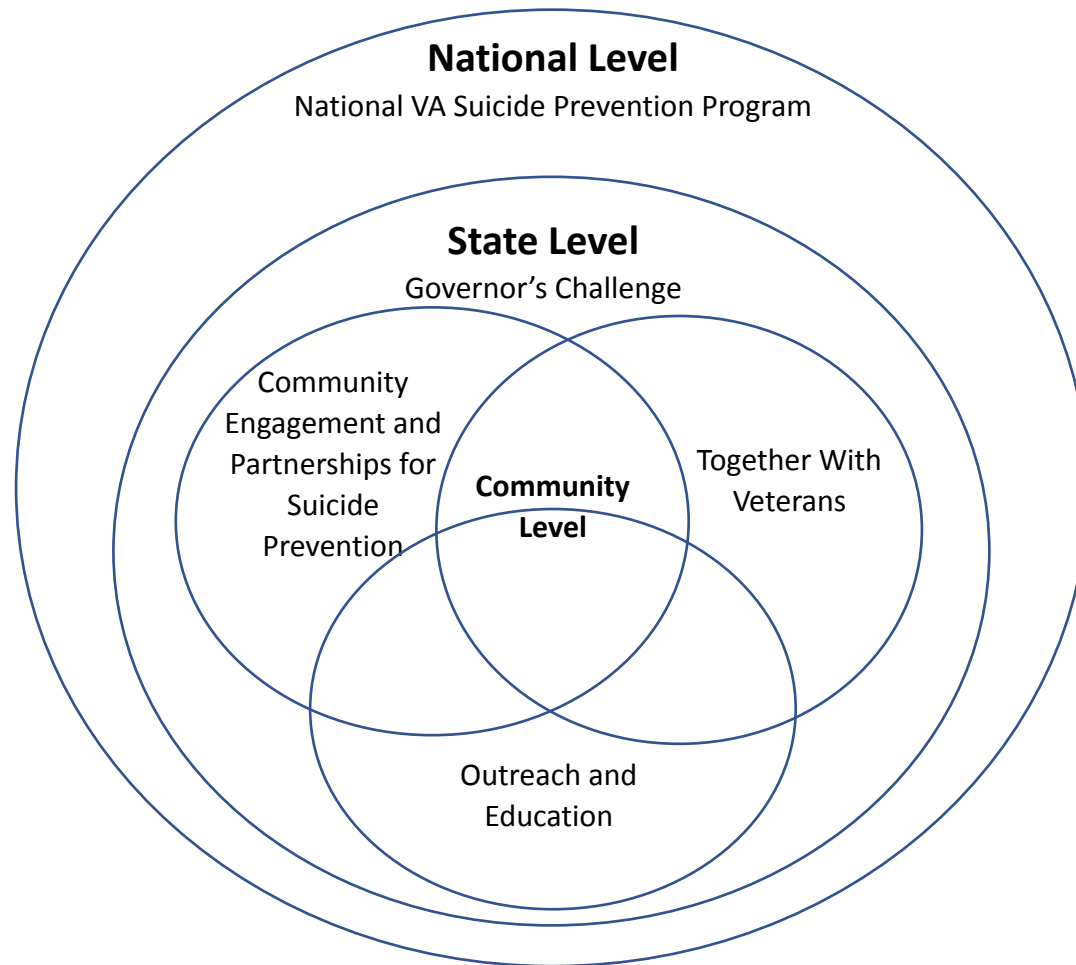 National Level
National VA Suicide Prevention Program
State Level
Governor’s Challenge
Community
Engagement and
Partnerships for
Suicide
Prevention
Community
Level
Together With
Veterans
Outreach and
Education